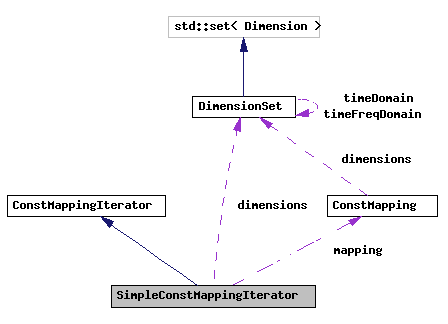 std::set< Dimension >
DimensionSet
timeDomain
timeFreqDomain
dimensions
ConstMappingIterator
dimensions
ConstMapping
mapping
SimpleConstMappingIterator